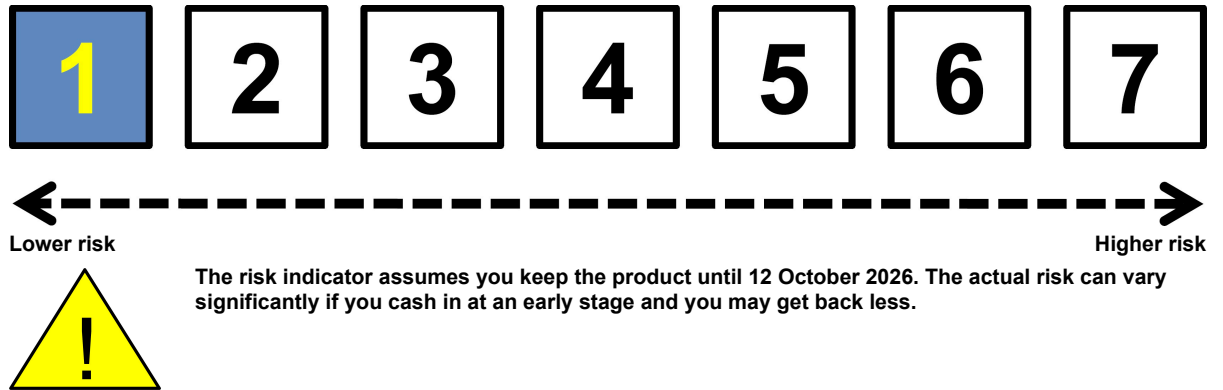 1 2 3 4 5 6 7
Lower risk Higher risk
The risk indicator assumes you keep the product until 12 October 2026. The actual risk can vary
significantly if you cash in at an early stage and you may get back less.
!